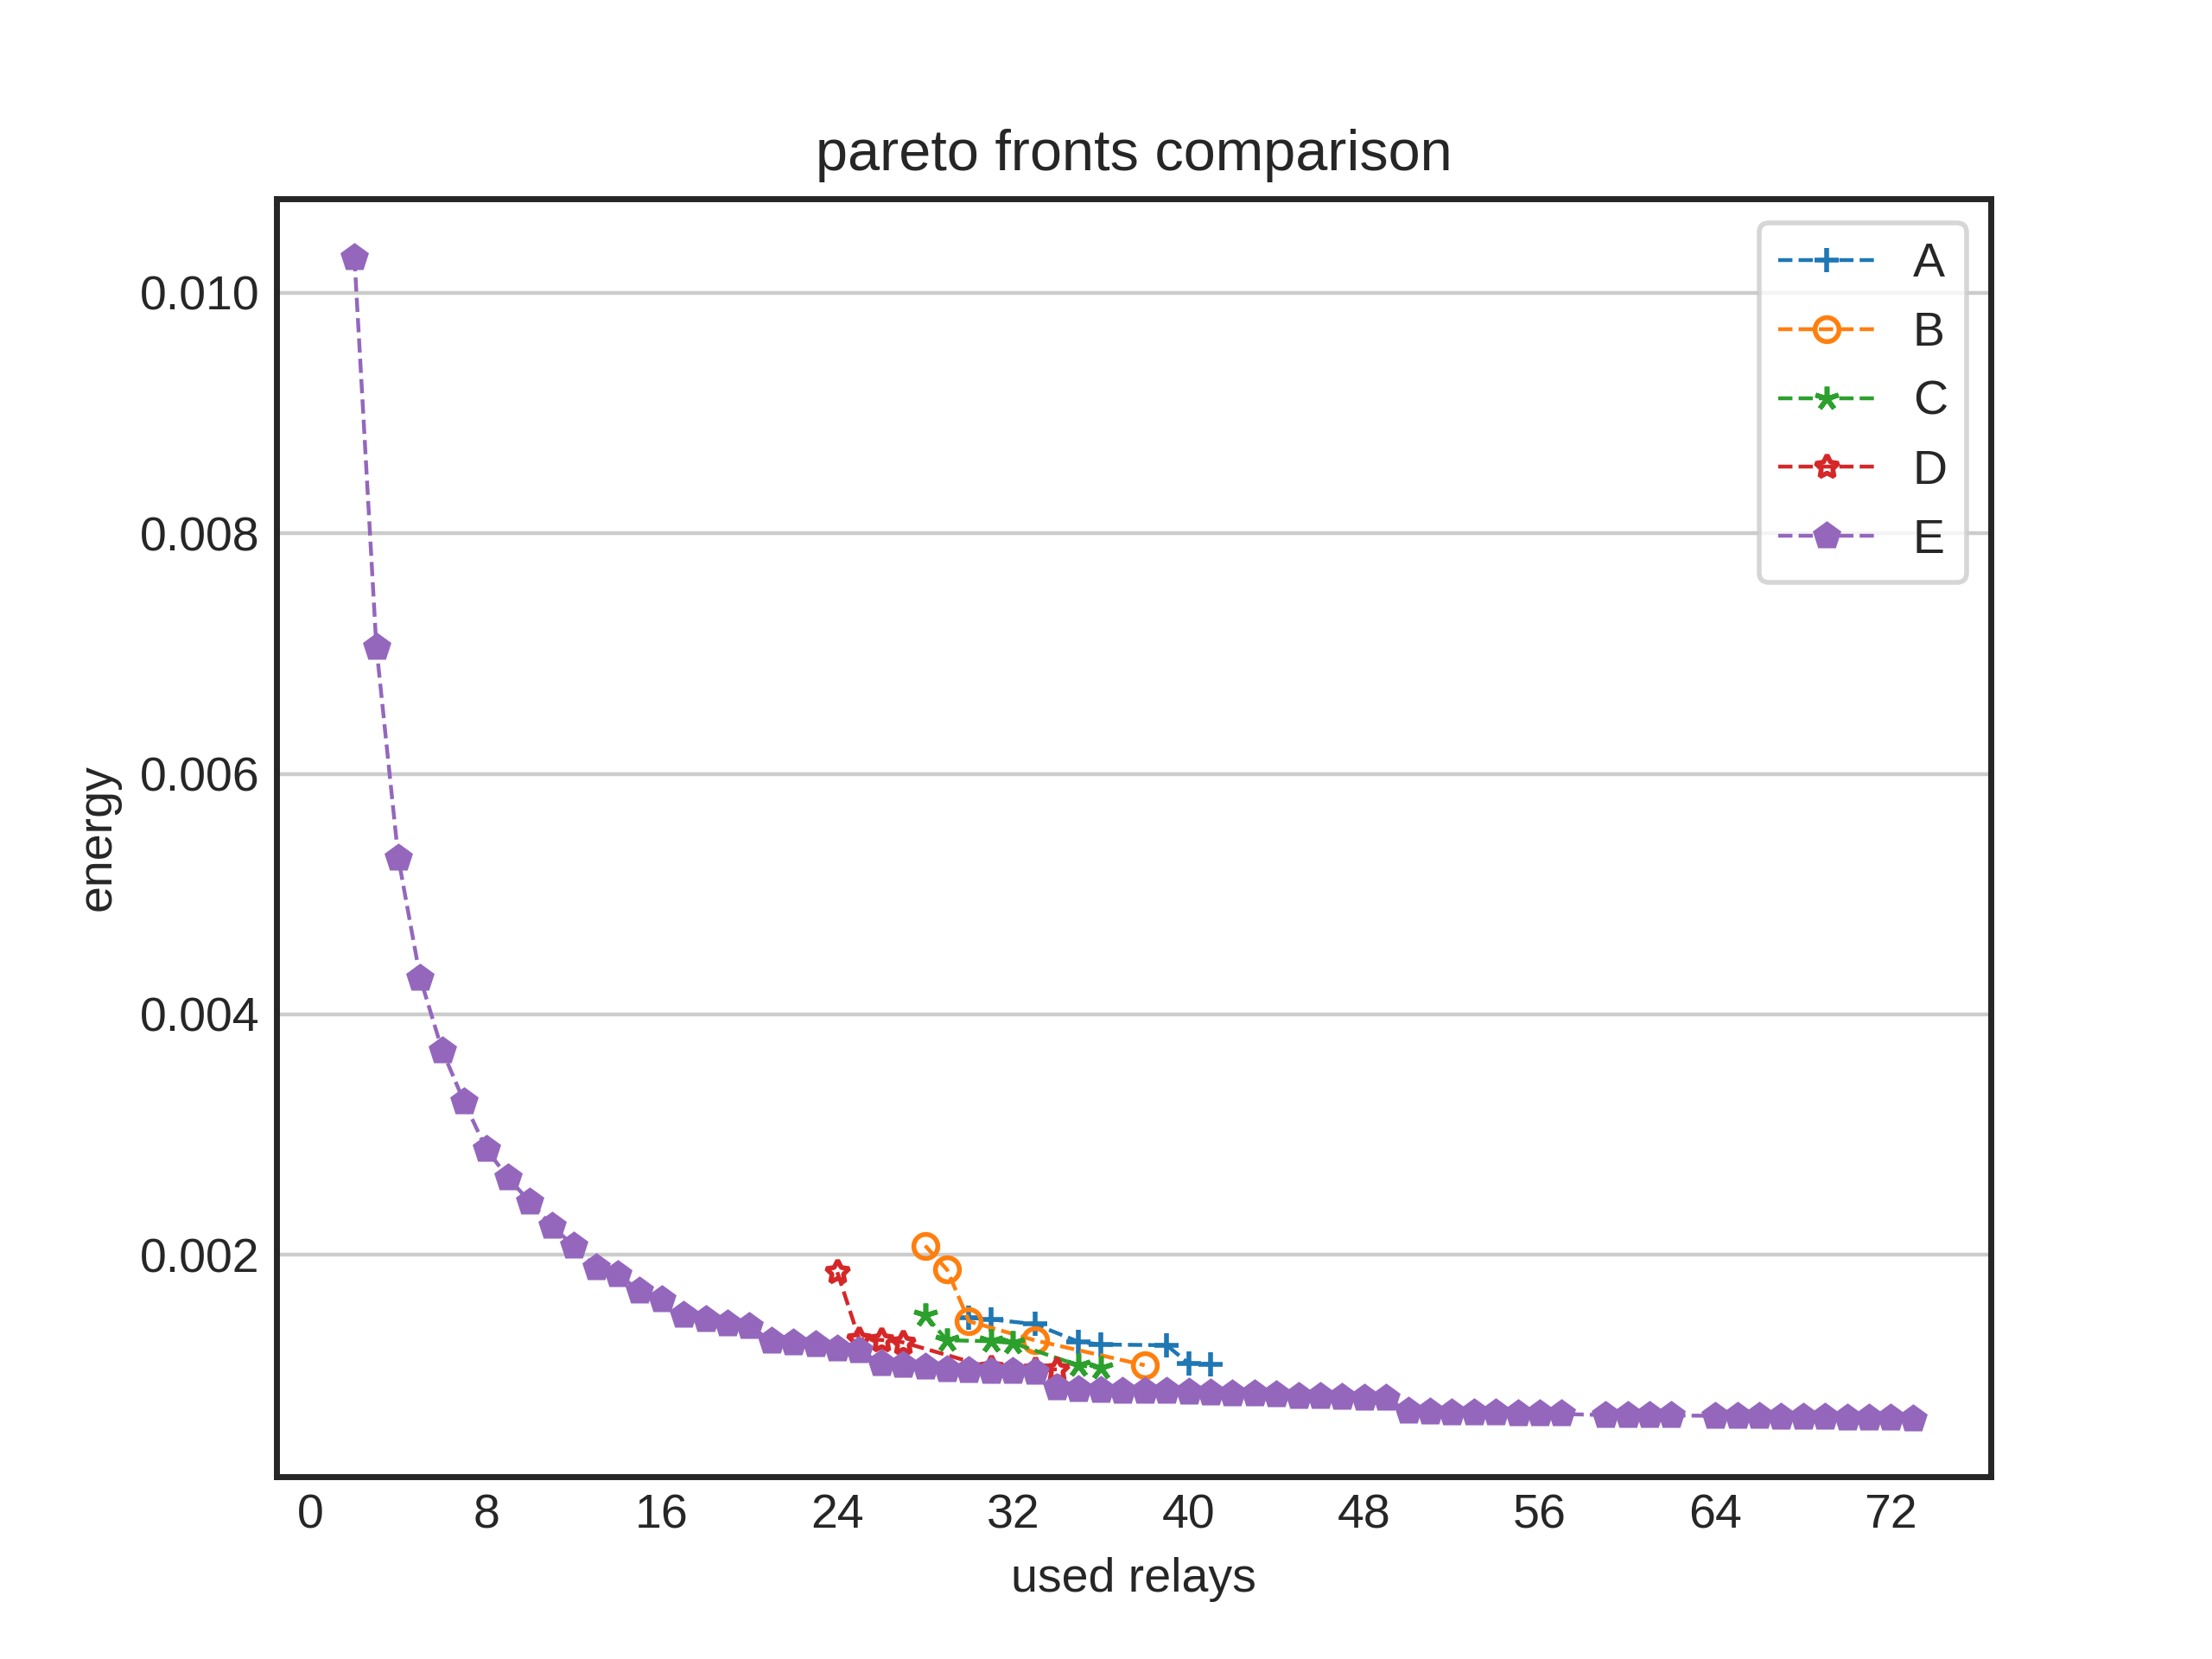 pareto fronts comparison
A
B
C
D
E
0.010
0.008
0.006
0.004
0.002
energy
0 8 16 24 32 40 48 56 64 72
used relays